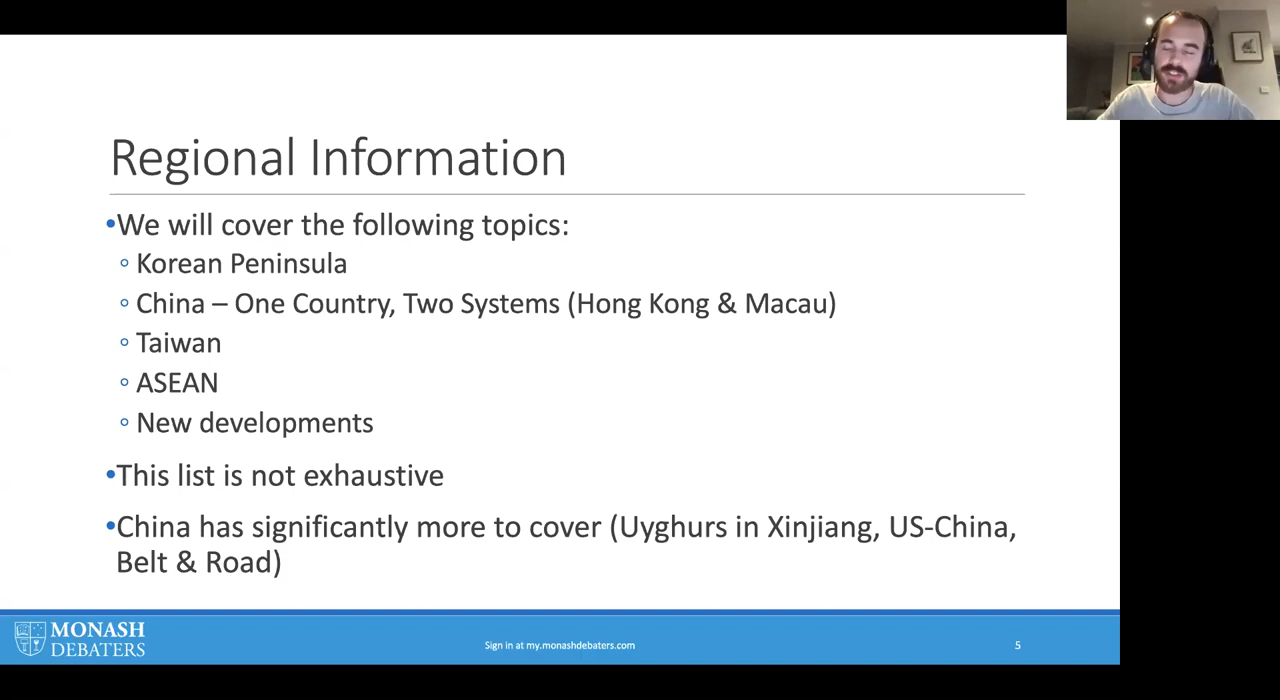 Regional Information
•We will cover the following topics:
◦ Korean Peninsula
◦ China – One Country, Two Systems (Hong Kong & Macau)
◦ Taiwan
◦ ASEAN
◦ New developments
•This list is not exhaustive
•China has significantly more to cover (Uyghurs in Xinjiang, US-China,
Belt & Road)
MONASH
DEBATERS
Sign in at my.monashdebaters.com
5